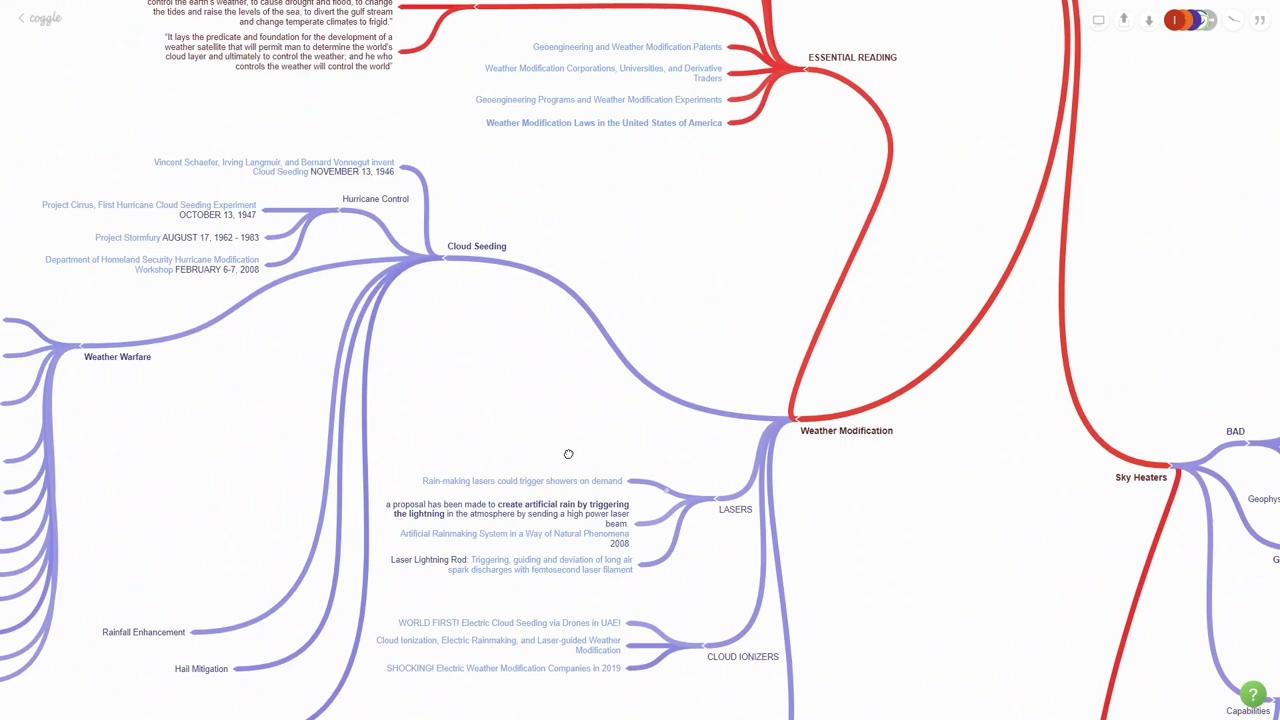 coggle
control the earth's weather, to cause drought and flood, to change
the tides and raise the levels of the sea, to divert the gulf stream
and change temperate climates to frigid."
"It lays the predicate and foundation for the development of a
weather satellite that will permit man to determine the world's
cloud layer and ultimately to control the weather; and he who
controls the weather will control the world"
Geoengineering and Weather Modification Patents
Weather Modification Corporations, Universities, and Derivative
Traders
Geoengineering Programs and Weather Modification Experiments
Weather Modification Laws in the United States of America
ESSENTIAL READING
Vincent Schaefer, Irving Langmuir, and Bernard Vonnegut invent
Cloud Seeding NOVEMBER 13, 1946
Hurricane Control
Project Cirrus, First Hurricane Cloud Seeding Experiment
OCTOBER 13, 1947
Project Stormfury AUGUST 17, 1962 - 1983
Department of Homeland Security Hurricane Modification
Workshop FEBRUARY 6-7, 2008
Cloud Seeding
Weather Warfare
Weather Modification
BAD
Sky Heaters
Geophys
G
Rain-making lasers could trigger showers on demand
a proposal has been made to create artificial rain by triggering
the lightning in the atmosphere by sending a high power laser
beam.
Artificial Rainmaking System in a Way of Natural Phenomena
2008
Laser Lightning Rod: Triggering, guiding and deviation of long air
spark discharges with femtosecond laser filament
LASERS
WORLD FIRST! Electric Cloud Seeding via Drones in UAE!
Cloud Ionization, Electric Rainmaking, and Laser-guided Weather
Modification
SHOCKING! Electric Weather Modification Companies in 2019
CLOUD IONIZERS
Rainfall Enhancement
Hail Mitigation
Capabilities
?